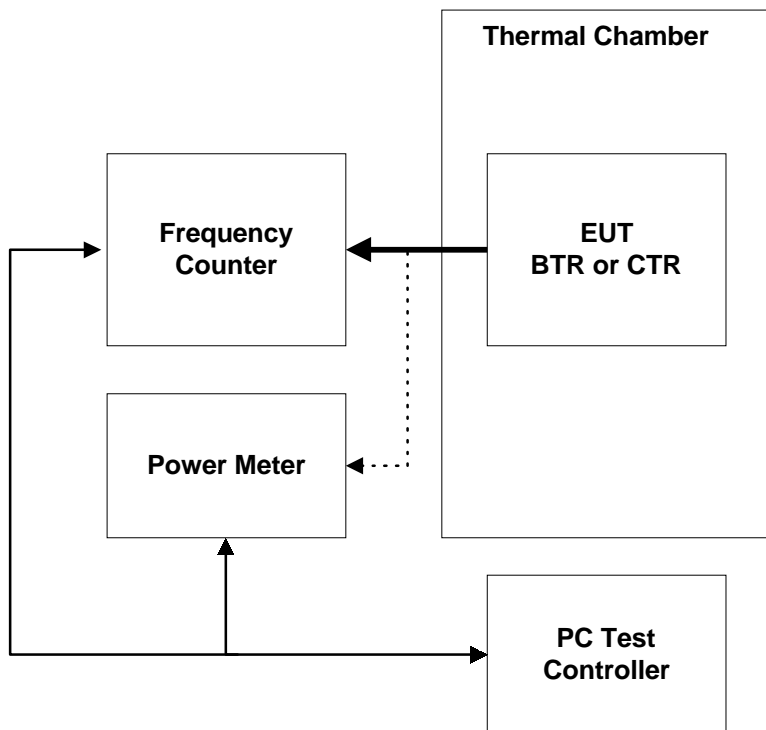 Thermal Chamber
Frequency
Counter
EUT
BTR or CTR
Power Meter
PC Test
Controller